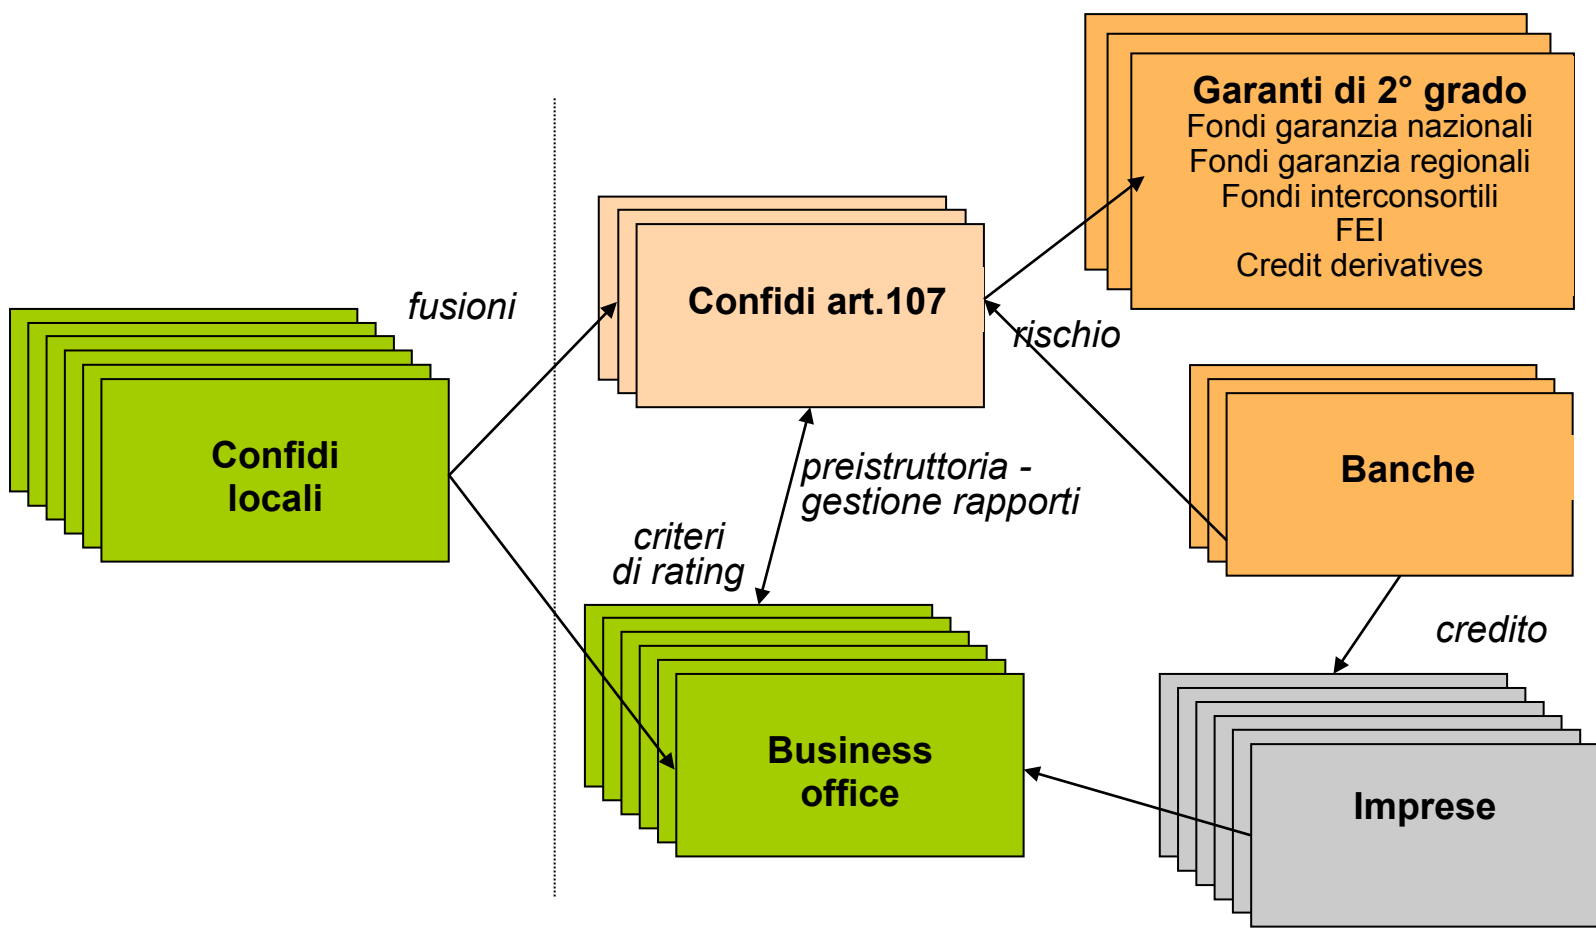 Garanti di 2° grado
Fondi garanzia nazionali
Fondi garanzia regionali
Fondi interconsortili
FEI
Credit derivatives
fusioni
Confidi art.107
rischio
Confidi
locali
preistruttoria -
gestione rapporti
Banche
criteri
di rating
credito
Business
office
Imprese